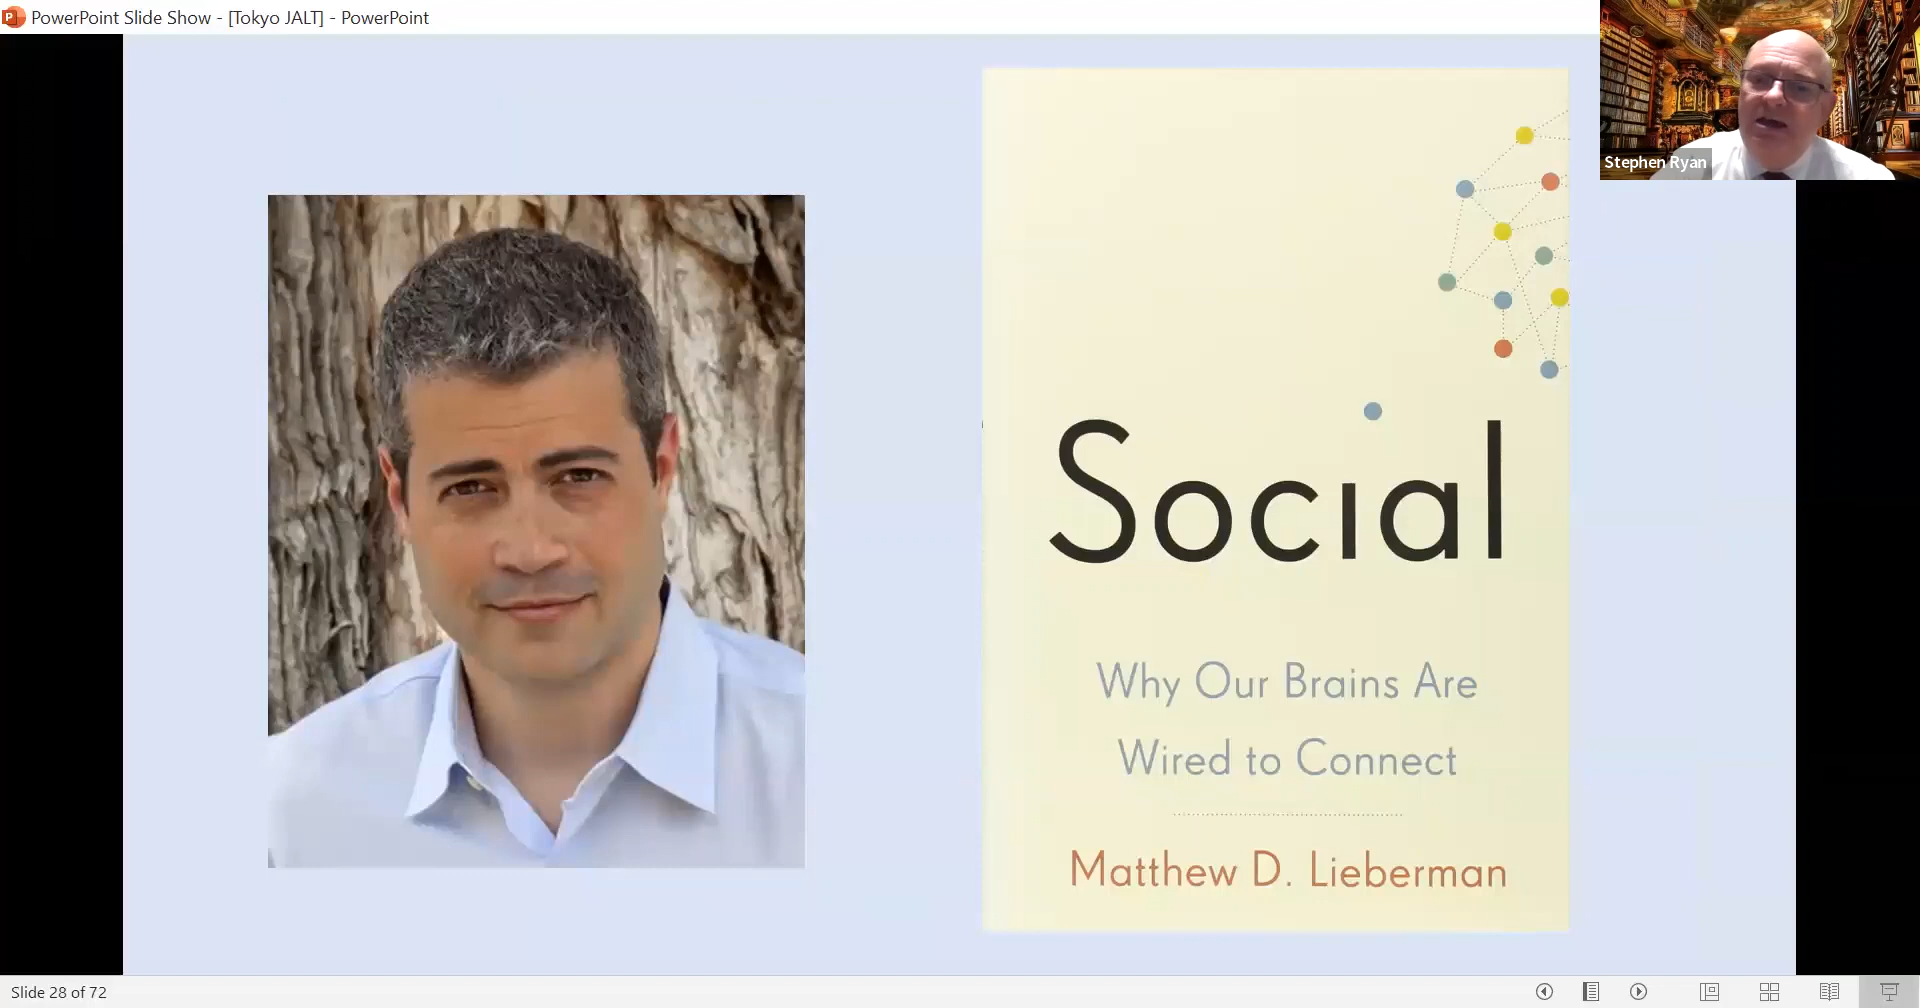 PowerPoint Slide Show - [Tokyo JALT] - PowerPoint
Stephen Ryan
Social
Why Our Brains Are
Wired to Connect
Matthew D. Lieberman
Slide 28 of 72